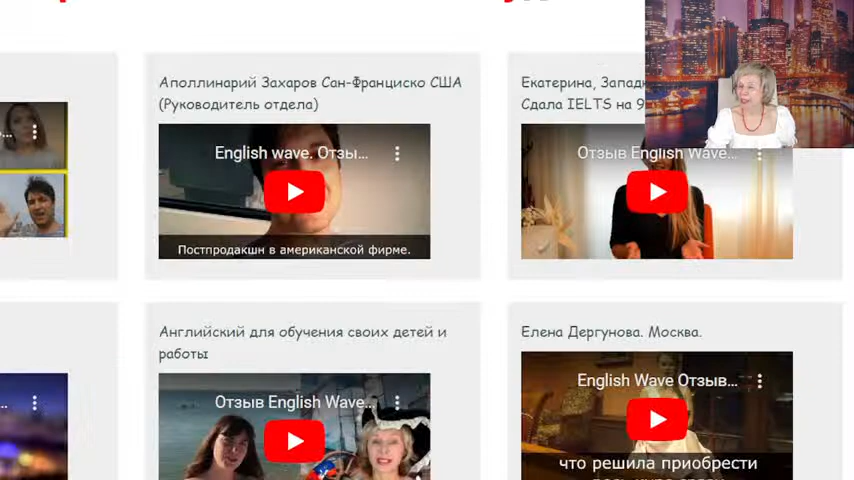 Аполлинарий Захаров Сан-Франциско США
(Руководитель отдела)
English wave. Отзы...
Постпродакшн в американской фирме.
Екатерина, Запад
Сдала IELTS на 9
Отзыв English Wave...
Английский для обучения своих детей и
работы
Отзыв English Wave...
Елена Дергунова. Москва.
English Wave Отзыв...
что решила приобрести